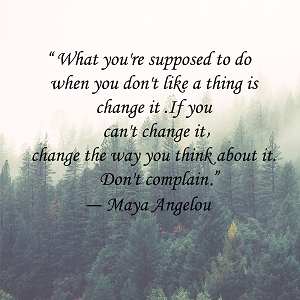 “ What you're supposed to do
when you don't like a thing is
change it .If you
can't change it,
change the way you think about it.
Don't complain.”
— Maya Angelou